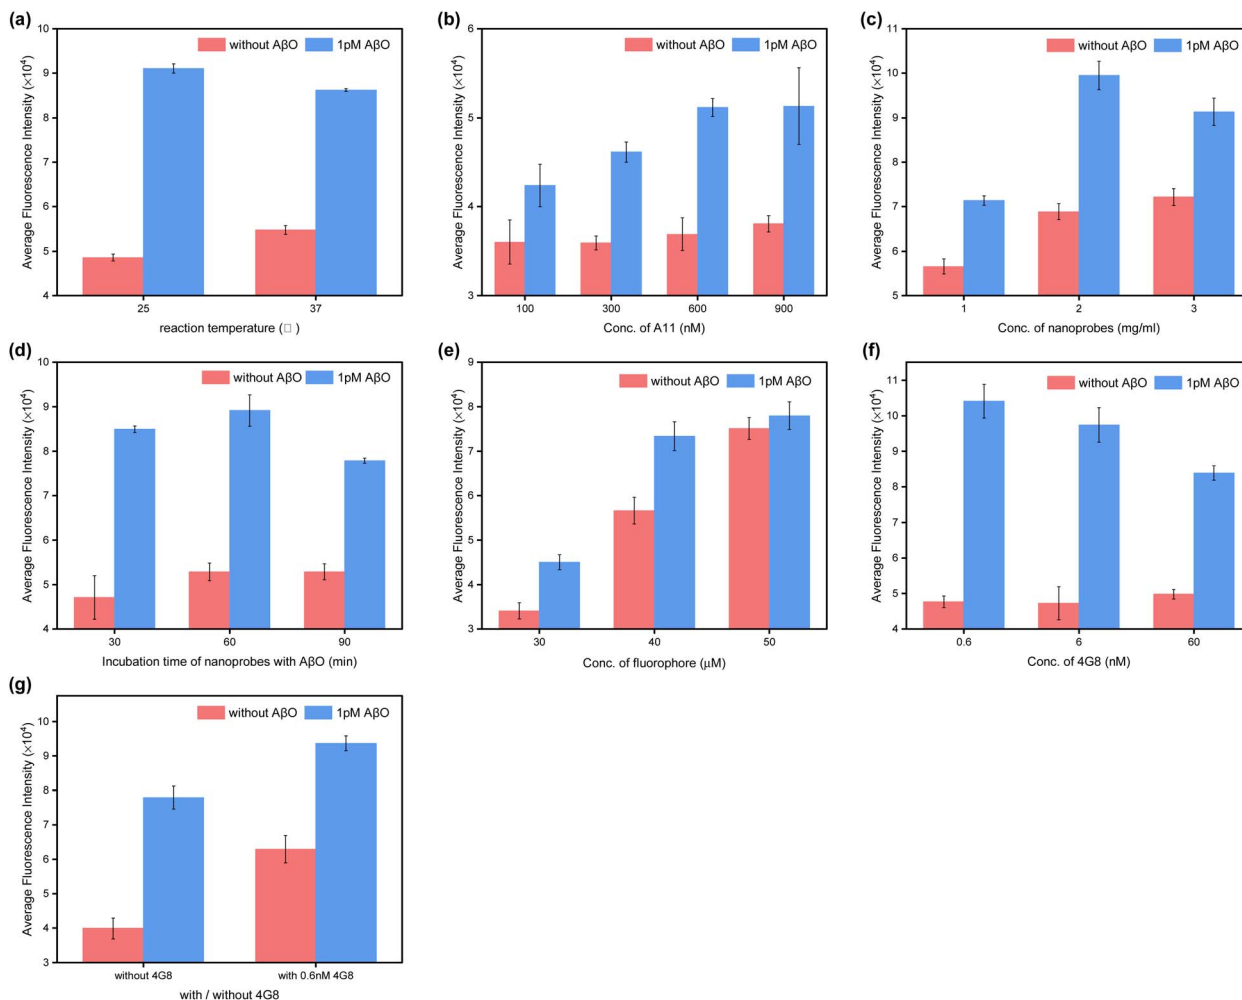 (a)
Average Fluorescence Intensity (×10⁴)
10
9
8
7
6
5
4
without AβO 1pM AβO
25 37
reaction temperature (□ )
(b)
Average Fluorescence Intensity (×10⁴)
6
5
4
3
without AβO 1pM AβO
100 300 600 900
Conc. of A11 (nM)
(c)
Average Fluorescence Intensity (×10⁴)
11
10
9
8
7
6
5
without AβO 1pM AβO
1 2 3
Conc. of nanoprobes (mg/ml)
(d)
Average Fluorescence Intensity (×10⁴)
10
9
8
7
6
5
4
without AβO 1pM AβO
30 60 90
Incubation time of nanoprobes with AβO (min)
(e)
Average Fluorescence Intensity (×10⁴)
9
8
7
6
5
4
3
without AβO 1pM AβO
30 40 50
Conc. of fluorophore (μM)
(f)
Average Fluorescence Intensity (×10⁴)
11
10
9
8
7
6
5
4
without AβO 1pM AβO
0.6 6 60
Conc. of 4G8 (nM)
(g)
Average Fluorescence Intensity (×10⁴)
10
9
8
7
6
5
4
3
without AβO 1pM AβO
without 4G8 with 0.6nM 4G8
with / without 4G8